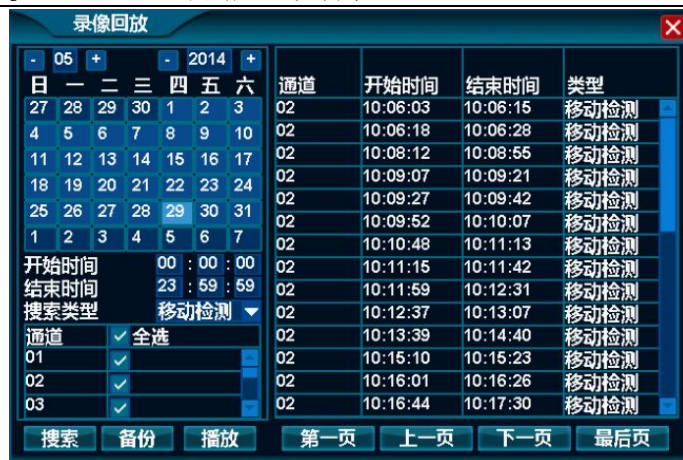 录像回放
- 05 + - 2014 +
日 一 二 三 四 五 六
27 28 29 30 1 2 3
4 5 6 7 8 9 10
11 12 13 14 15 16 17
18 19 20 21 22 23 24
25 26 27 28 29 30 31
1 2 3 4 5 6 7
开始时间 00 : 00 : 00
结束时间 23 : 59 : 59
搜索类型 移动检测
通道 全选
01
02
03
搜索 备份 播放
通道 开始时间 结束时间 类型
02 10:06:03 10:06:15 移动检测
02 10:06:18 10:06:28 移动检测
02 10:08:12 10:08:55 移动检测
02 10:09:07 10:09:21 移动检测
02 10:09:27 10:09:42 移动检测
02 10:09:52 10:10:07 移动检测
02 10:10:48 10:11:13 移动检测
02 10:11:15 10:11:42 移动检测
02 10:11:59 10:12:31 移动检测
02 10:12:37 10:13:07 移动检测
02 10:13:39 10:14:40 移动检测
02 10:15:10 10:15:23 移动检测
02 10:16:01 10:16:26 移动检测
02 10:16:44 10:17:30 移动检测
第一页 上一页 下一页 最后页